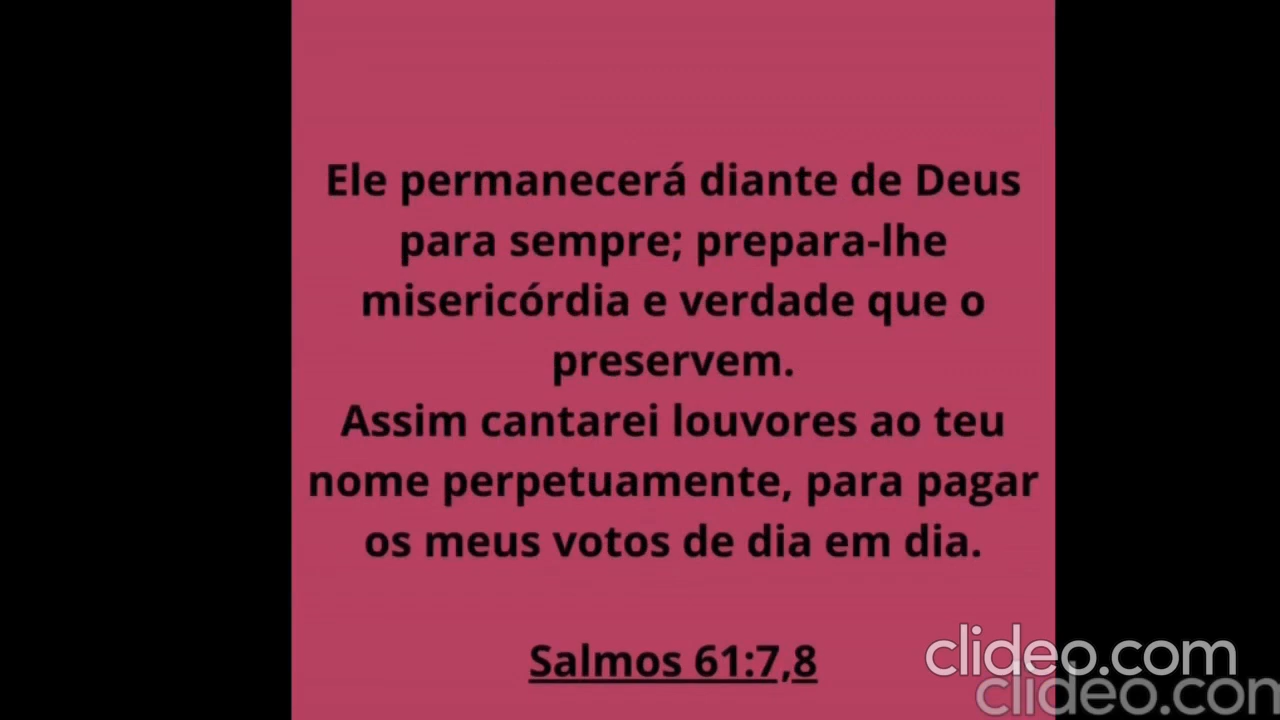 Ele permanecerá diante de Deus
para sempre; prepara-lhe
misericórdia e verdade que o
preservem.
Assim cantarei louvores ao teu
nome perpetuamente, para pagar
os meus votos de dia em dia.
Salmos 61:7,8
clideo.com
clideo.con